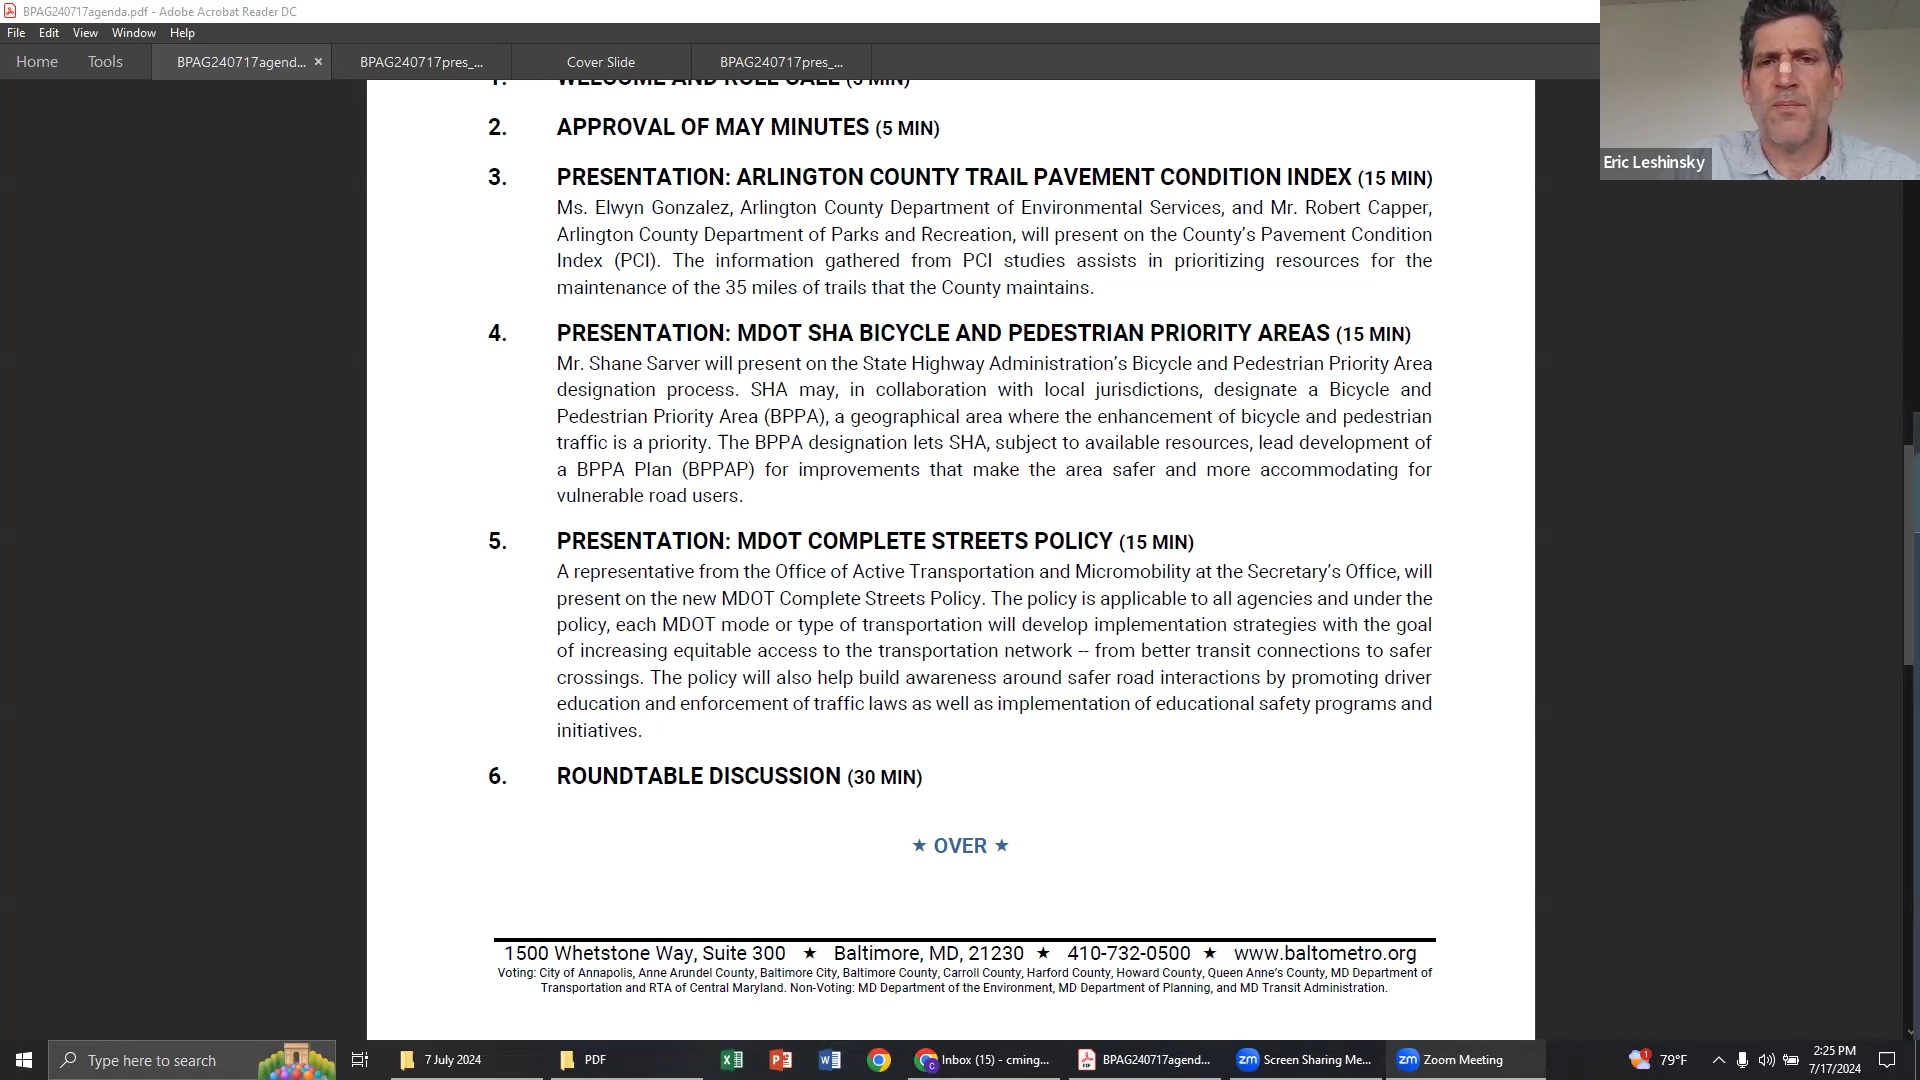 BPAG240717agenda.pdf - Adobe Acrobat Reader DC
File Edit View Window Help
Home Tools BPAG240717agend... × BPAG240717pres_... Cover Slide BPAG240717pres_...
Eric Leshinsky
1. WELCOME AND ROLL CALL (5 MIN)
2. APPROVAL OF MAY MINUTES (5 MIN)
3. PRESENTATION: ARLINGTON COUNTY TRAIL PAVEMENT CONDITION INDEX (15 MIN)
Ms. Elwyn Gonzalez, Arlington County Department of Environmental Services, and Mr. Robert Capper,
Arlington County Department of Parks and Recreation, will present on the County's Pavement Condition
Index (PCI). The information gathered from PCI studies assists in prioritizing resources for the
maintenance of the 35 miles of trails that the County maintains.
4. PRESENTATION: MDOT SHA BICYCLE AND PEDESTRIAN PRIORITY AREAS (15 MIN)
Mr. Shane Sarver will present on the State Highway Administration's Bicycle and Pedestrian Priority Area
designation process. SHA may, in collaboration with local jurisdictions, designate a Bicycle and
Pedestrian Priority Area (BPPA), a geographical area where the enhancement of bicycle and pedestrian
traffic is a priority. The BPPA designation lets SHA, subject to available resources, lead development of
a BPPA Plan (BPPAP) for improvements that make the area safer and more accommodating for
vulnerable road users.
5. PRESENTATION: MDOT COMPLETE STREETS POLICY (15 MIN)
A representative from the Office of Active Transportation and Micromobility at the Secretary's Office, will
present on the new MDOT Complete Streets Policy. The policy is applicable to all agencies and under the
policy, each MDOT mode or type of transportation will develop implementation strategies with the goal
of increasing equitable access to the transportation network -- from better transit connections to safer
crossings. The policy will also help build awareness around safer road interactions by promoting driver
education and enforcement of traffic laws as well as implementation of educational safety programs and
initiatives.
6. ROUNDTABLE DISCUSSION (30 MIN)
★ OVER ★
1500 Whetstone Way, Suite 300 ★ Baltimore, MD, 21230 ★ 410-732-0500 ★ www.baltometro.org
Voting: City of Annapolis, Anne Arundel County, Baltimore City, Baltimore County, Carroll County, Harford County, Howard County, Queen Anne's County, MD Department of
Transportation and RTA of Central Maryland. Non-Voting: MD Department of the Environment, MD Department of Planning, and MD Transit Administration.
Type here to search 7 July 2024 PDF Inbox (15) - cming... BPAG240717agend... Screen Sharing Me... Zoom Meeting 79°F 2:25 PM
7/17/2024